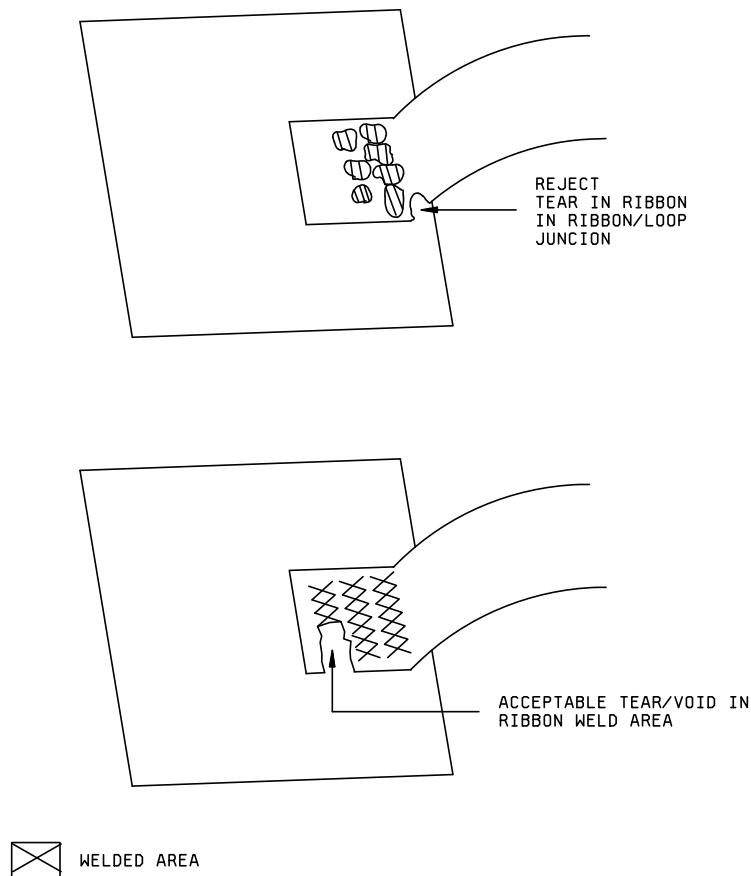 REJECT
TEAR IN RIBBON
IN RIBBON/LOOP
JUNCION
ACCEPTABLE TEAR/VOID IN
RIBBON WELD AREA
WELDED AREA